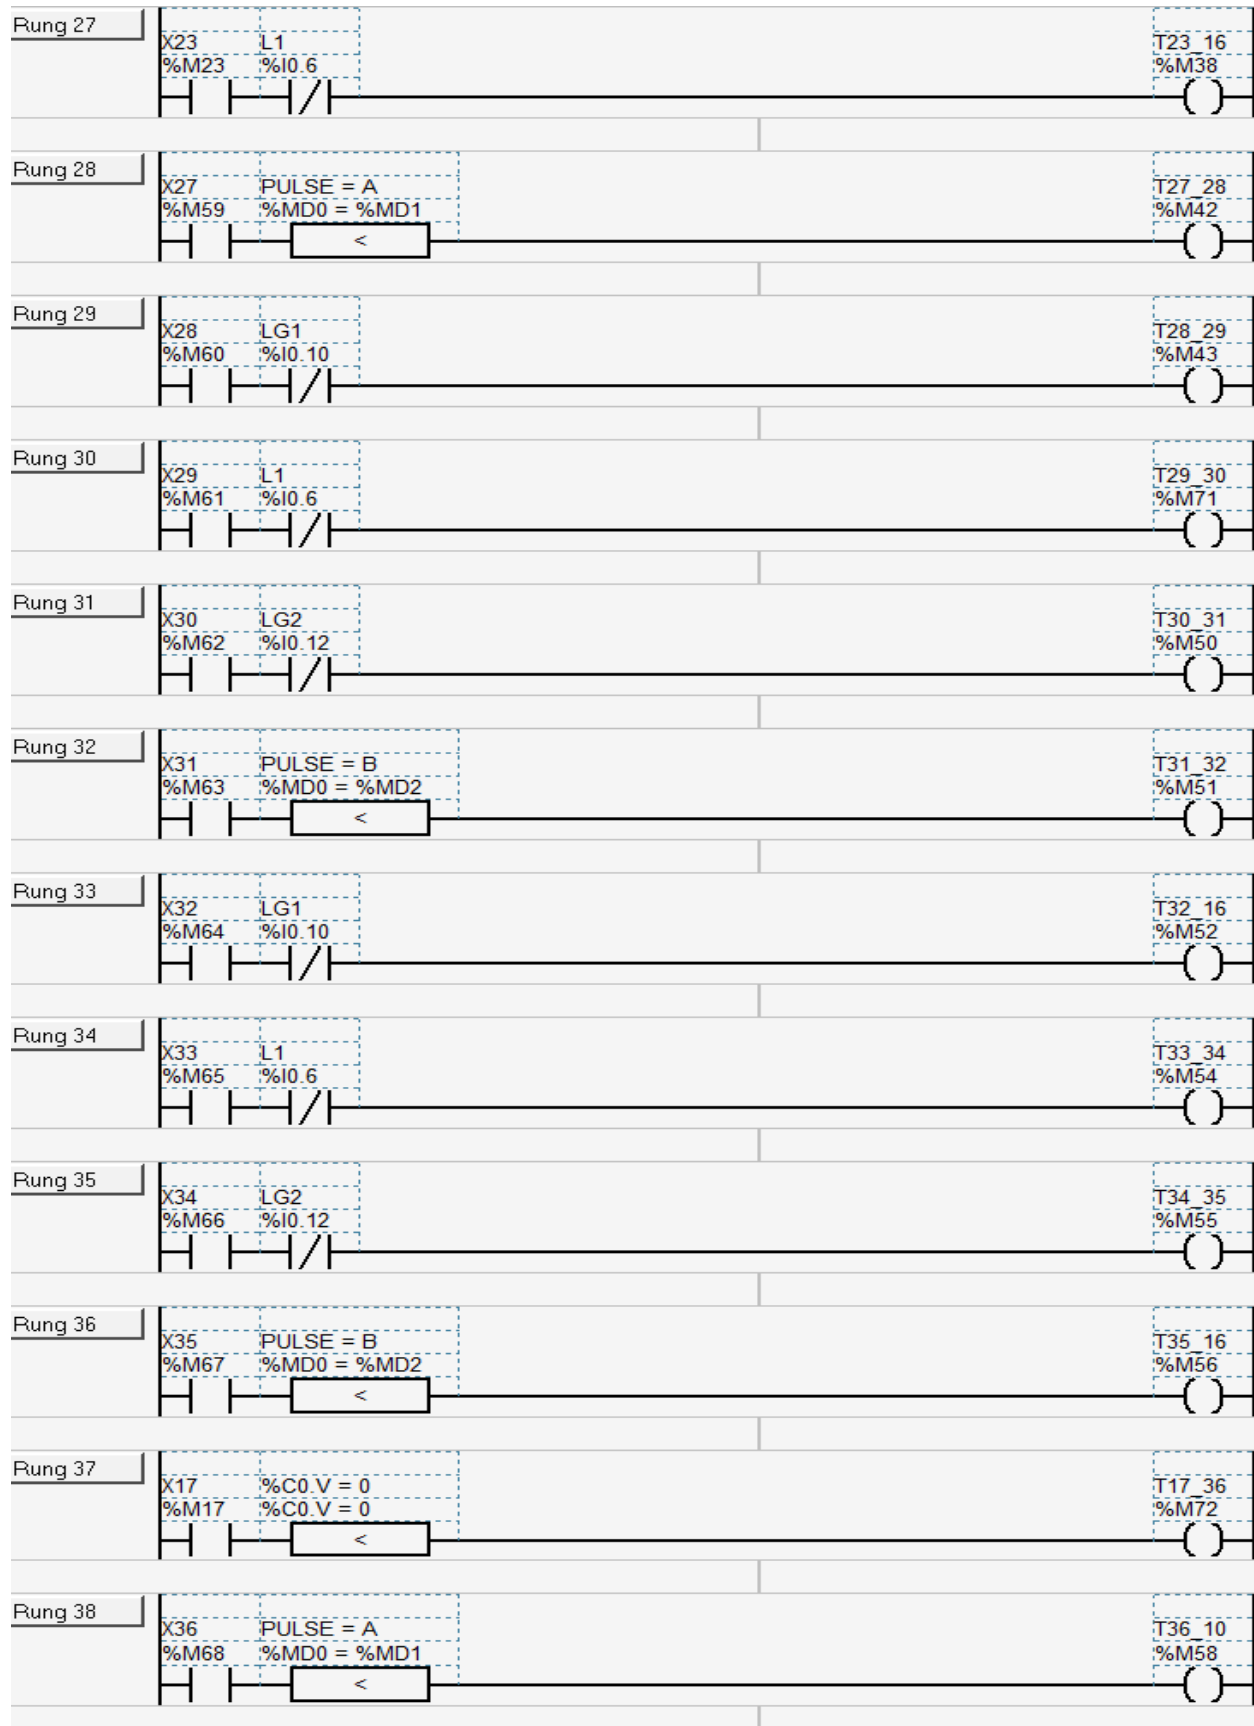 Rung 27
X23 L1 T23_16
%M23 %I0.6 %M38
Rung 28
X27 PULSE = A T27_28
%M59 %MD0 = %MD1 %M42
<
Rung 29
X28 LG1 T28_29
%M60 %I0.10 %M43
Rung 30
X29 L1 T29_30
%M61 %I0.6 %M71
Rung 31
X30 LG2 T30_31
%M62 %I0.12 %M50
Rung 32
X31 PULSE = B T31_32
%M63 %MD0 = %MD2 %M51
<
Rung 33
X32 LG1 T32_16
%M64 %I0.10 %M52
Rung 34
X33 L1 T33_34
%M65 %I0.6 %M54
Rung 35
X34 LG2 T34_35
%M66 %I0.12 %M55
Rung 36
X35 PULSE = B T35_16
%M67 %MD0 = %MD2 %M56
<
Rung 37
X17 %C0.V = 0 T17_36
%M17 %C0.V = 0 %M72
<
Rung 38
X36 PULSE = A T36_10
%M68 %MD0 = %MD1 %M58
<